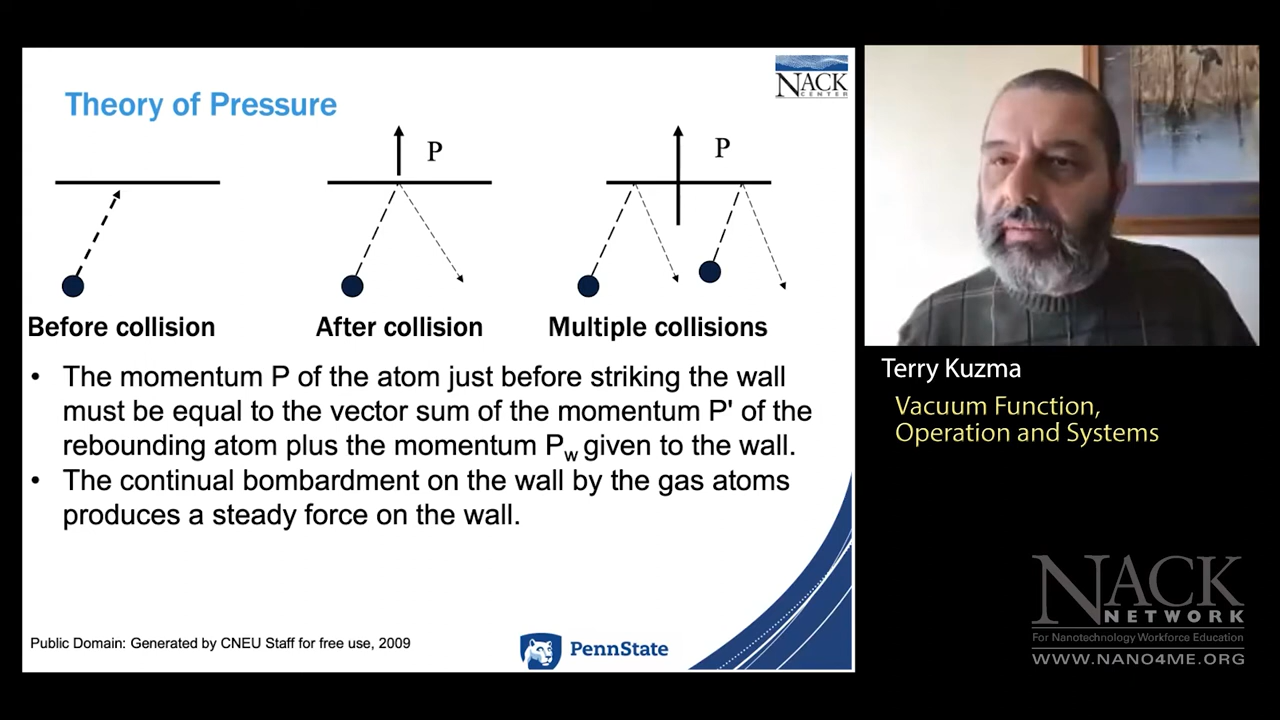 NACK
CENTER
Theory of Pressure
P
P
Before collision
After collision
Multiple collisions
• The momentum P of the atom just before striking the wall
must be equal to the vector sum of the momentum P' of the
rebounding atom plus the momentum Pw given to the wall.
• The continual bombardment on the wall by the gas atoms
produces a steady force on the wall.
Public Domain: Generated by CNEU Staff for free use, 2009
PennState
Terry Kuzma
Vacuum Function,
Operation and Systems
NACK
NETWORK
For Nanotechnology Workforce Education
WWW.NANO4ME.ORG